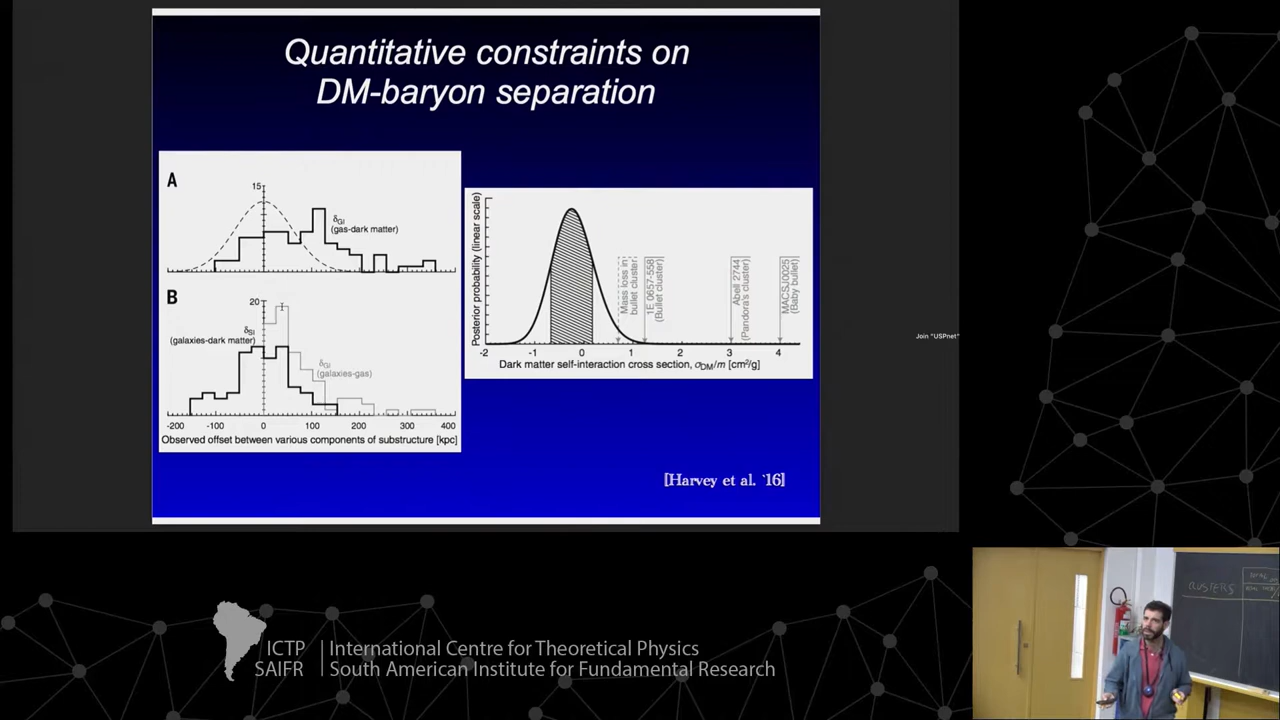 Quantitative constraints on
DM-baryon separation
A
15
δGI
(gas-dark matter)
B
20
δSI
(galaxies-dark matter)
δGI
(galaxies-gas)
-200 -100 0 100 200 300 400
Observed offset between various components of substructure [kpc]
Posterior probability (linear scale)
Mass loss in
bullet cluster
1E 0657-558
(Bullet cluster)
Abell 2744
(Pandora's cluster)
MACSJ0025
(Baby bullet)
-2 -1 0 1 2 3 4
Dark matter self-interaction cross section, σDM/m [cm²/g]
[Harvey et al. `16]
Join "USPnet"
CLUSTERS
ICTP
SAIFR
International Centre for Theoretical Physics
South American Institute for Fundamental Research